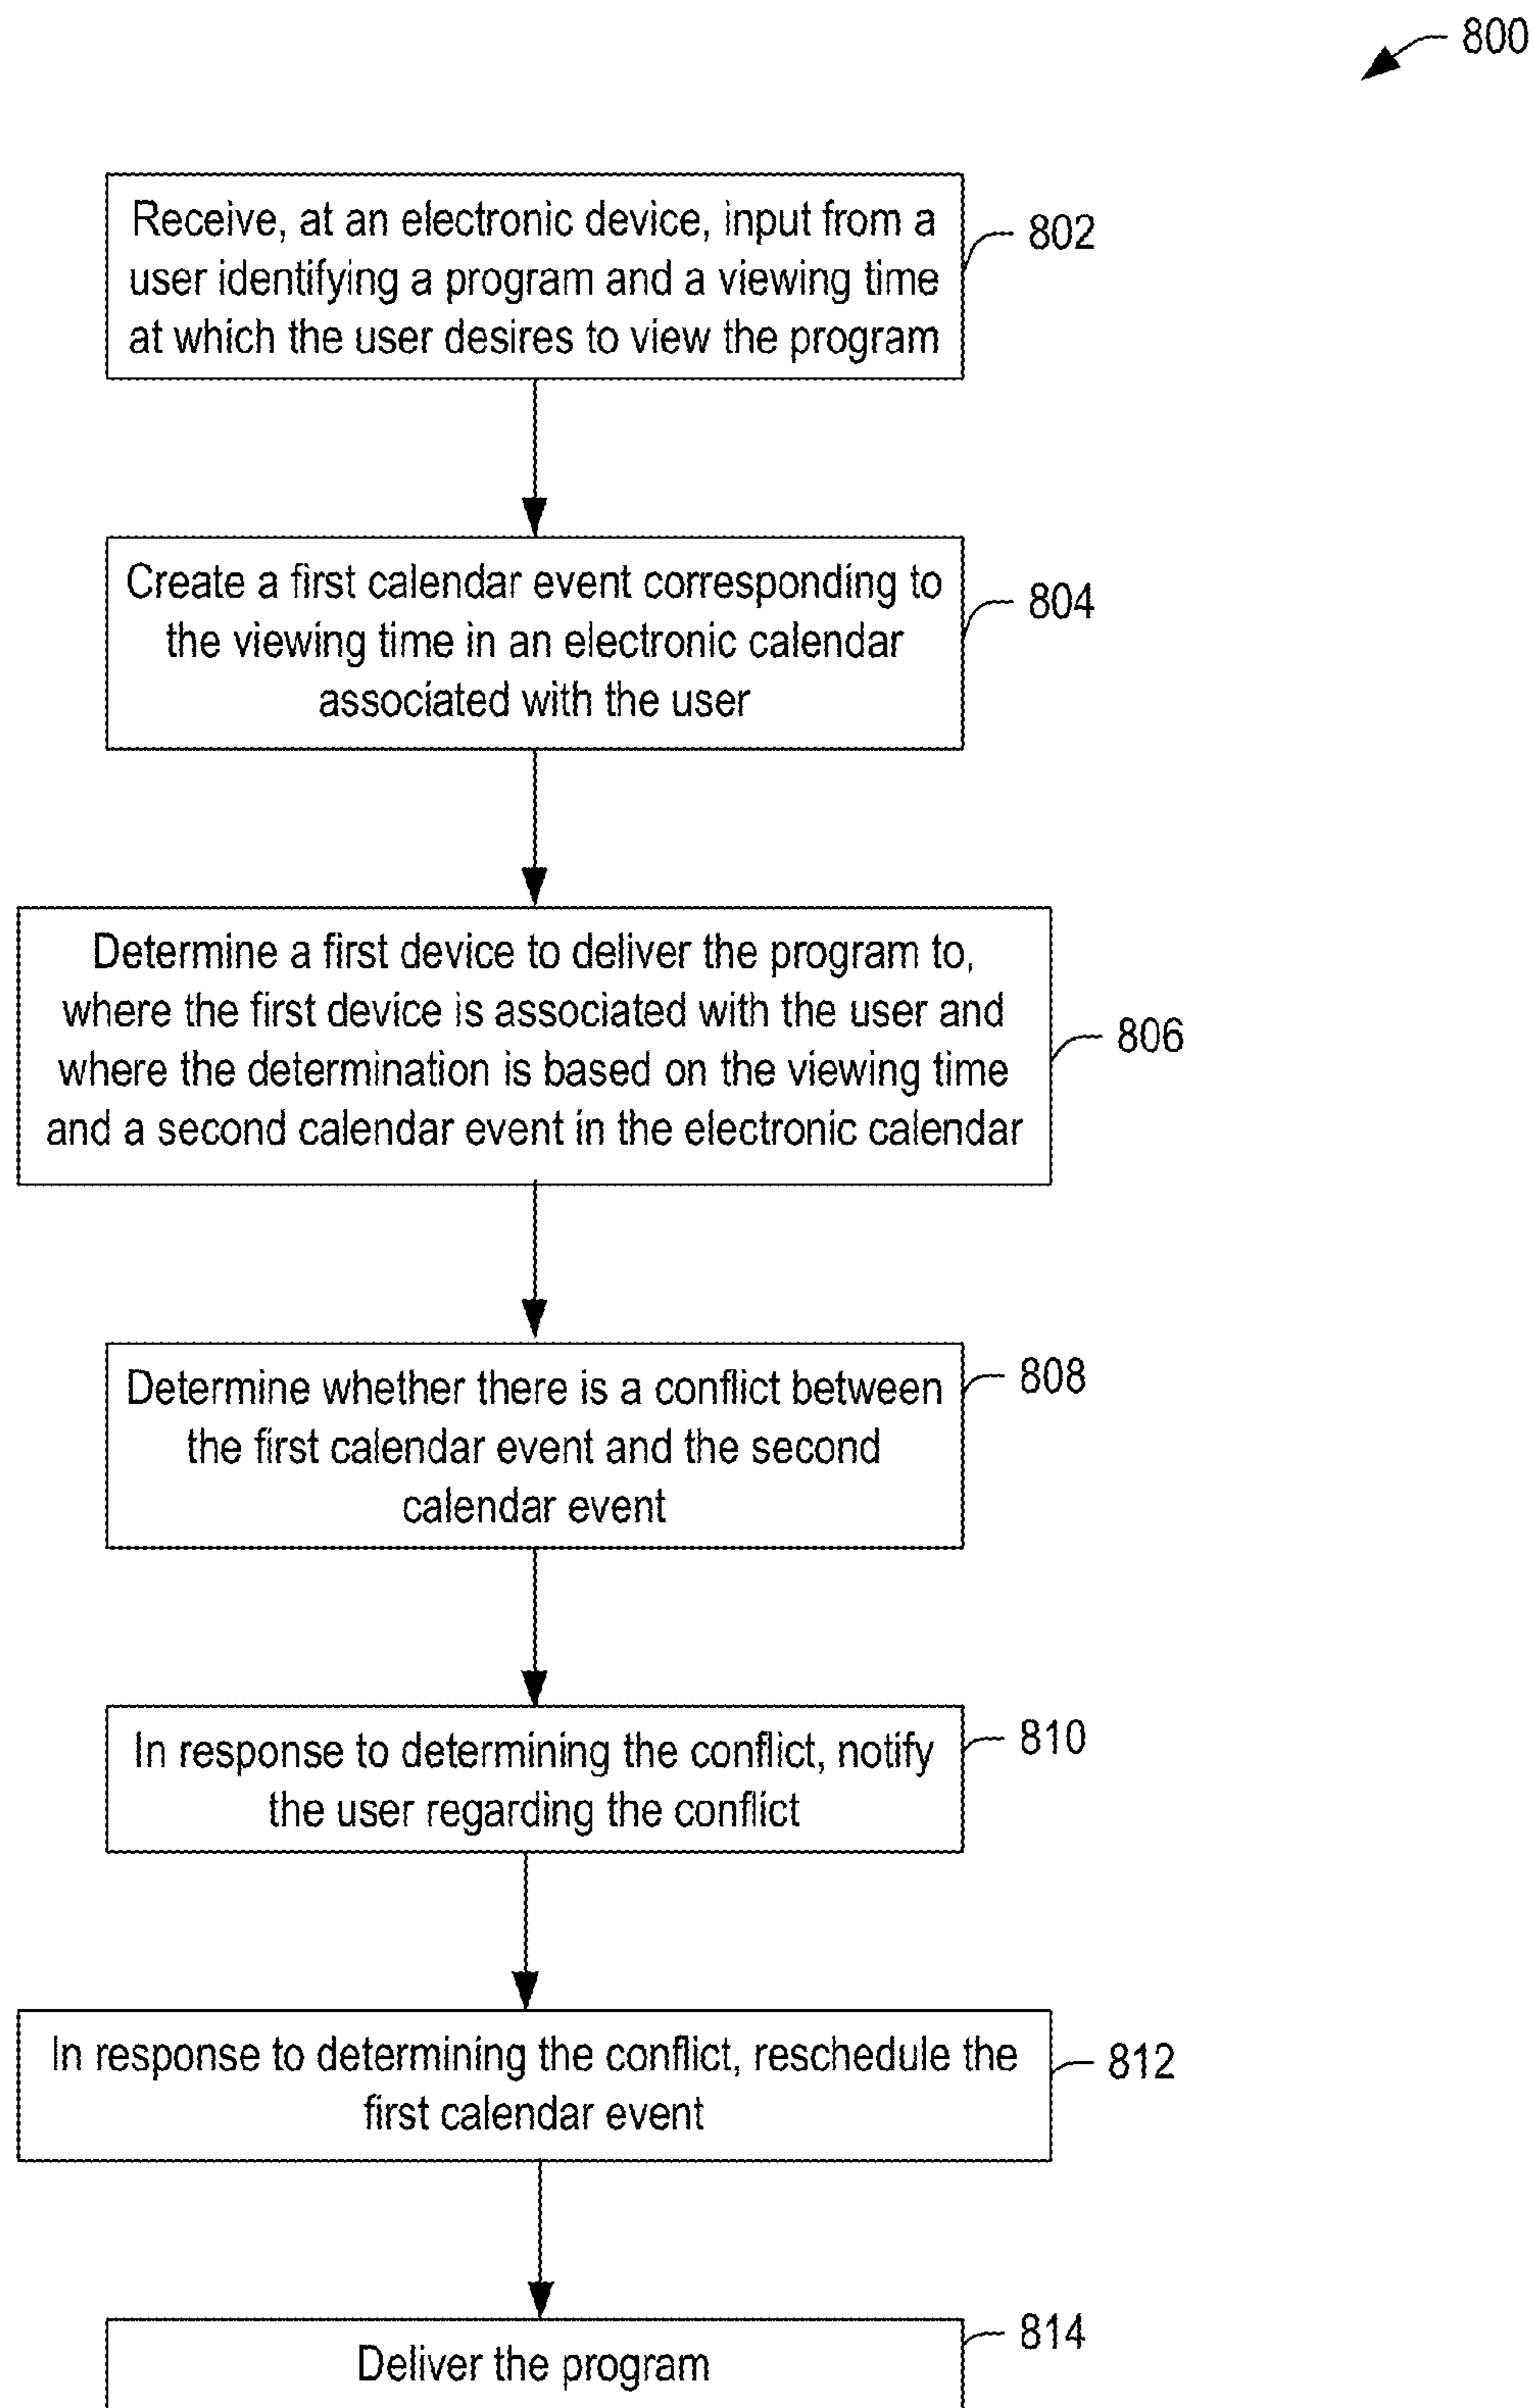 800
Receive, at an electronic device, input from a
user identifying a program and a viewing time
at which the user desires to view the program
802
Create a first calendar event corresponding to
the viewing time in an electronic calendar
associated with the user
804
Determine a first device to deliver the program to,
where the first device is associated with the user and
where the determination is based on the viewing time
and a second calendar event in the electronic calendar
806
Determine whether there is a conflict between
the first calendar event and the second
calendar event
808
In response to determining the conflict, notify
the user regarding the conflict
810
In response to determining the conflict, reschedule the
first calendar event
812
Deliver the program
814